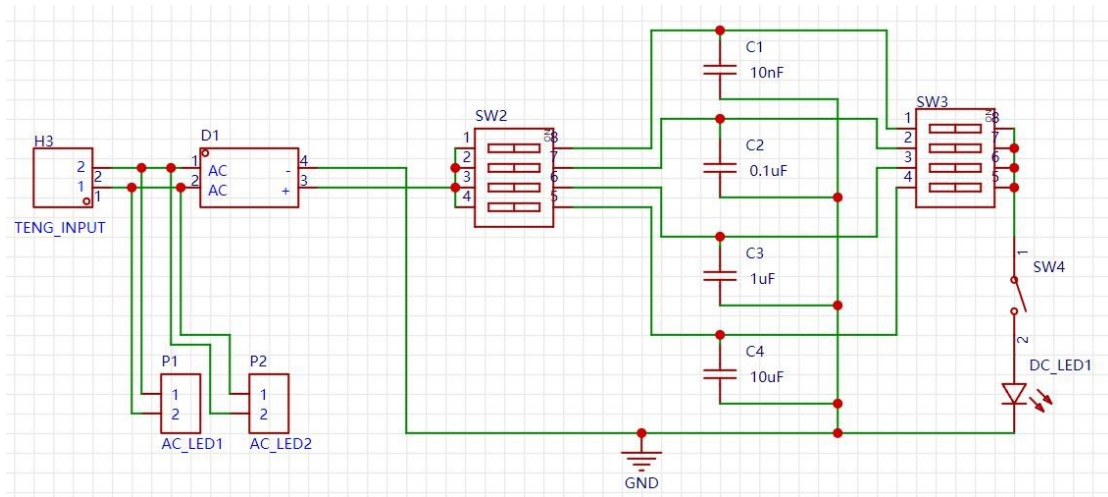 H3
2
1
2
1
TENG_INPUT
D1
1
2
AC
AC
-
+
4
3
P1
1
2
AC_LED1
P2
1
2
AC_LED2
SW2
ON
1
2
3
4
8
7
6
5
C1
10nF
C2
0.1uF
C3
1uF
C4
10uF
GND
SW3
ON
1
2
3
4
8
7
6
5
1
SW4
2
DC_LED1